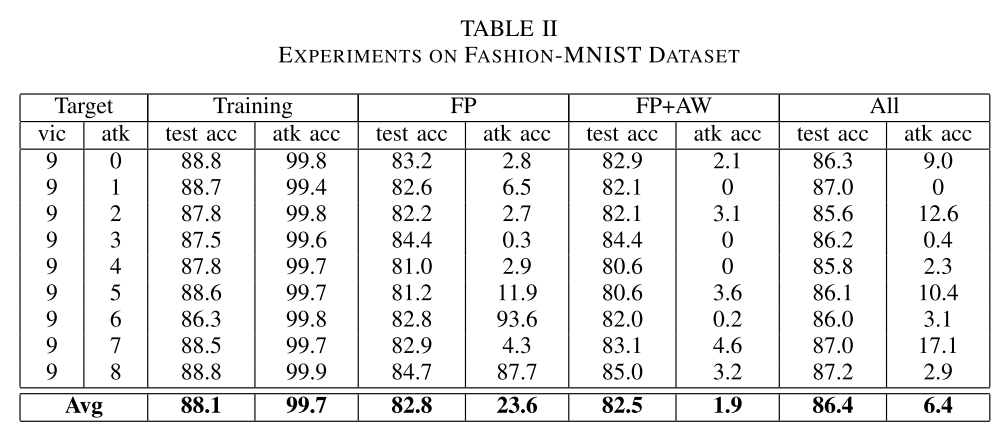 TABLE II
EXPERIMENTS ON FASHION-MNIST DATASET
Target Training FP FP+AW All
vic atk test acc atk acc test acc atk acc test acc atk acc test acc atk acc
9 0 88.8 99.8 83.2 2.8 82.9 2.1 86.3 9.0
9 1 88.7 99.4 82.6 6.5 82.1 0 87.0 0
9 2 87.8 99.8 82.2 2.7 82.1 3.1 85.6 12.6
9 3 87.5 99.6 84.4 0.3 84.4 0 86.2 0.4
9 4 87.8 99.7 81.0 2.9 80.6 0 85.8 2.3
9 5 88.6 99.7 81.2 11.9 80.6 3.6 86.1 10.4
9 6 86.3 99.8 82.8 93.6 82.0 0.2 86.0 3.1
9 7 88.5 99.7 82.9 4.3 83.1 4.6 87.0 17.1
9 8 88.8 99.9 84.7 87.7 85.0 3.2 87.2 2.9
Avg 88.1 99.7 82.8 23.6 82.5 1.9 86.4 6.4